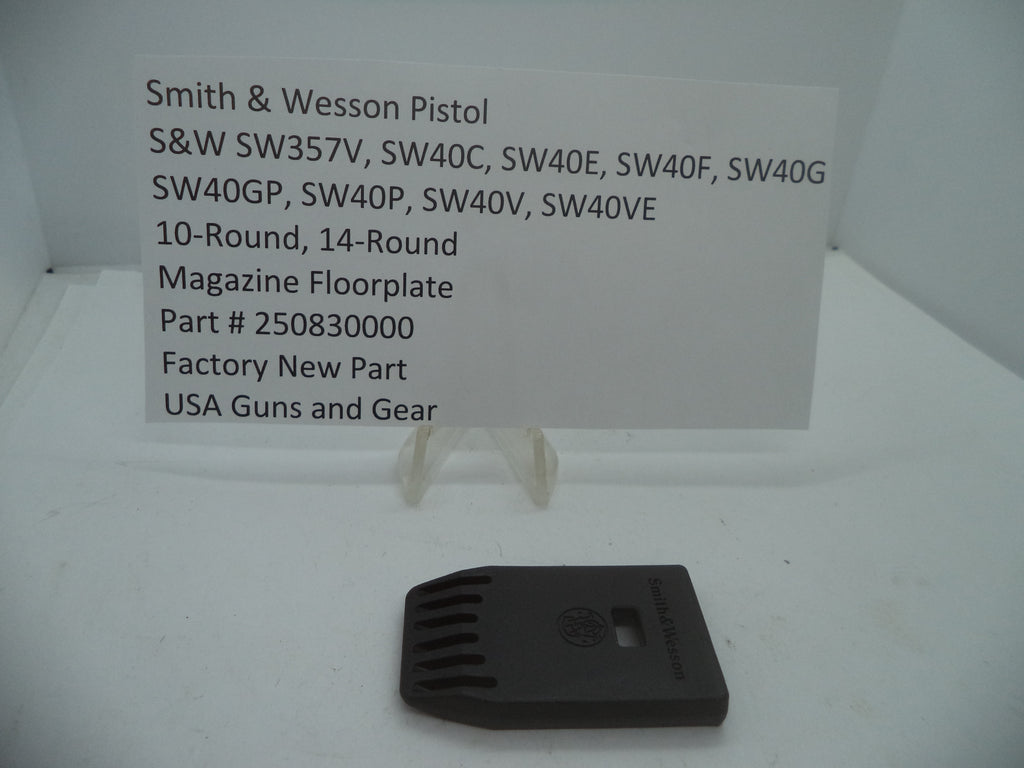 Smith & Wesson Pistol
S&W SW357V, SW40C, SW40E, SW40F, SW40G
SW40GP, SW40P, SW40V, SW40VE
10-Round, 14-Round
Magazine Floorplate
Part # 250830000
Factory New Part
USA Guns and Gear
Smith & Wesson